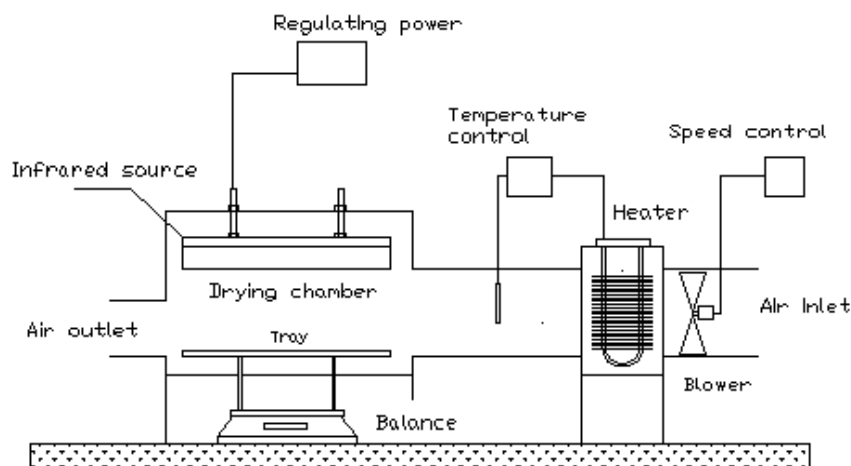 Regulating power
Temperature
control
Speed control
Infrared source
Heater
Drying chamber
Air inlet
Air outlet
Tray
Blower
Balance